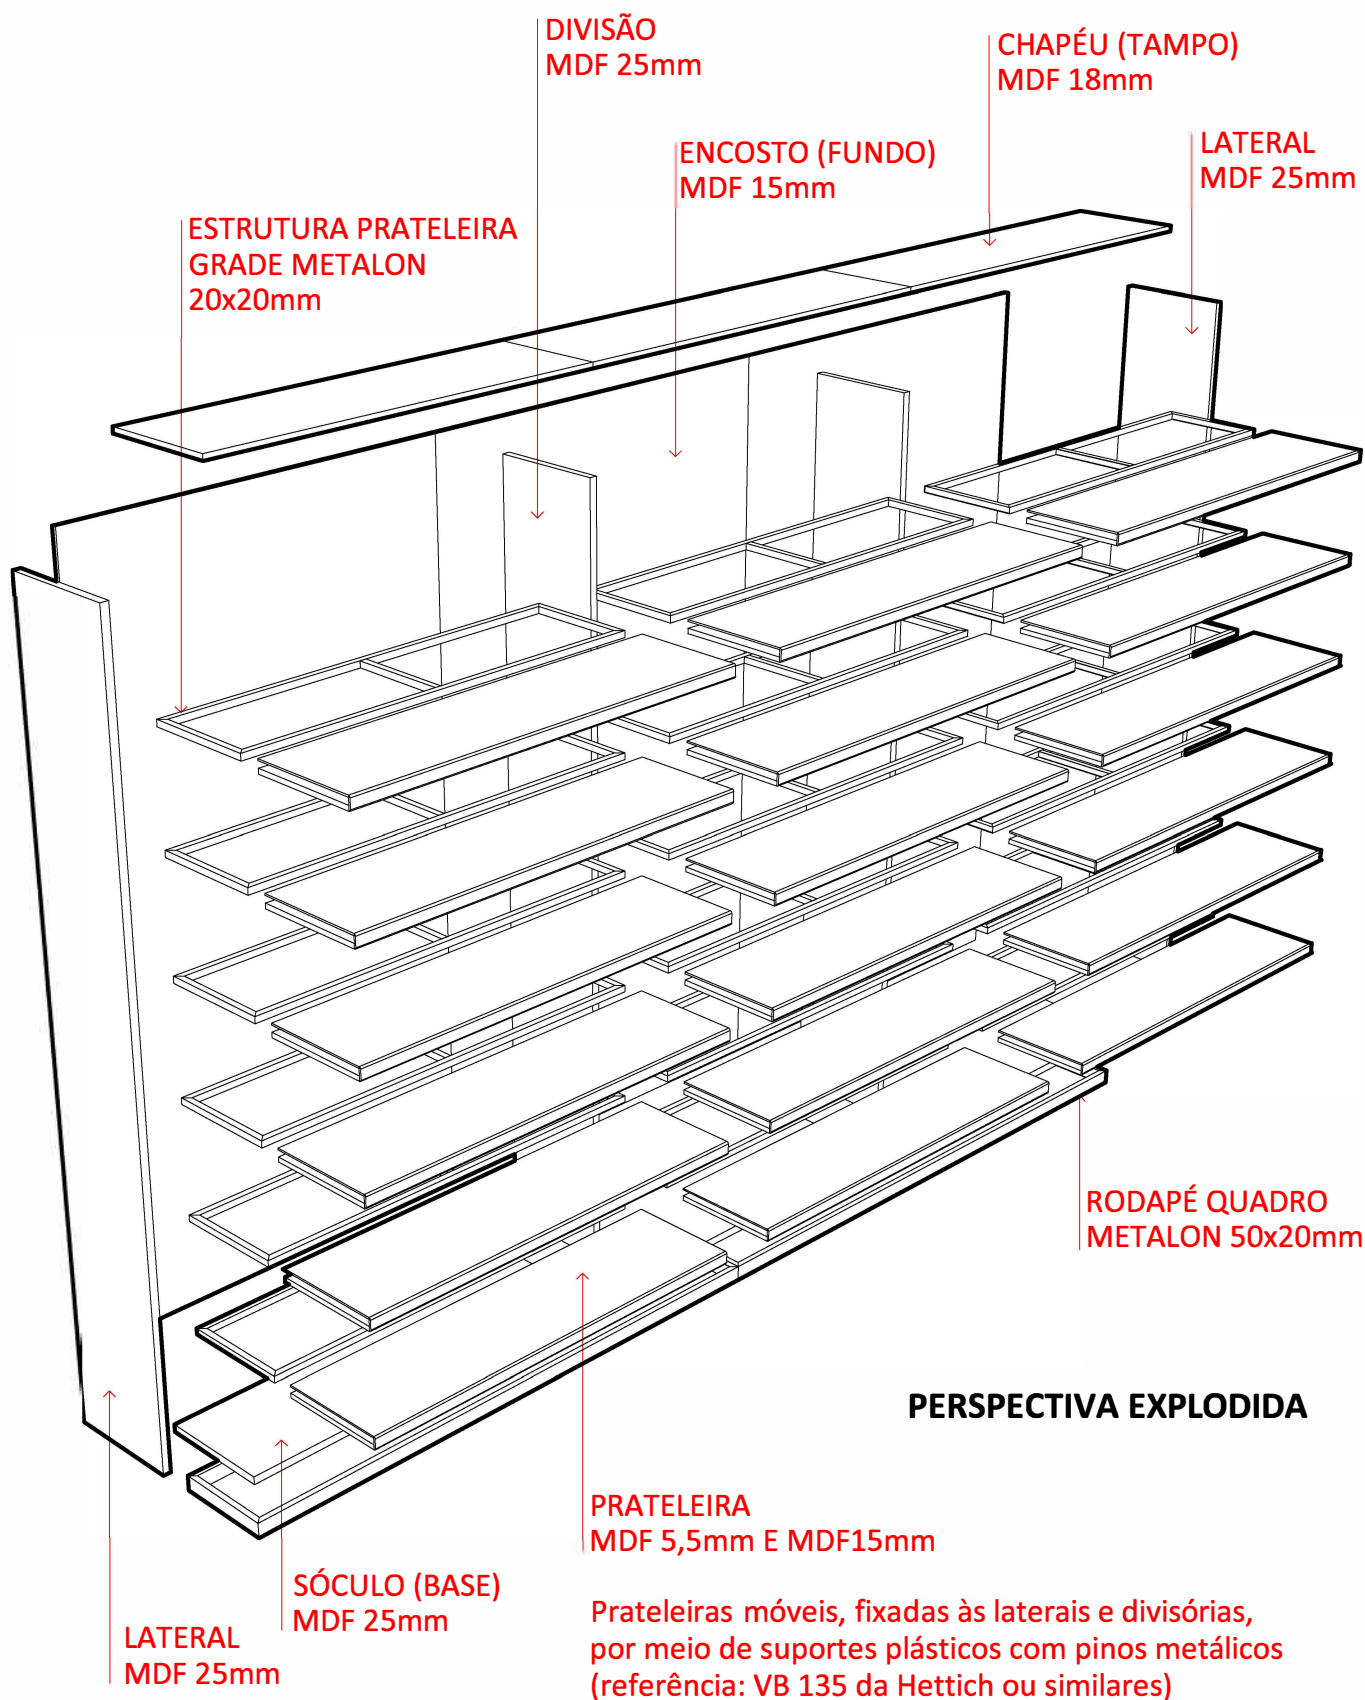 DIVISÃO
MDF 25mm
CHAPÉU (TAMPO)
MDF 18mm
ENCOSTO (FUNDO)
MDF 15mm
LATERAL
MDF 25mm
ESTRUTURA PRATELEIRA
GRADE METALON
20x20mm
RODAPÉ QUADRO
METALON 50x20mm
PERSPECTIVA EXPLODIDA
PRATELEIRA
MDF 5,5mm E MDF15mm
SÓCULO (BASE)
MDF 25mm
LATERAL
MDF 25mm
Prateleiras móveis, fixadas às laterais e divisórias,
por meio de suportes plásticos com pinos metálicos
(referência: VB 135 da Hettich ou similares)